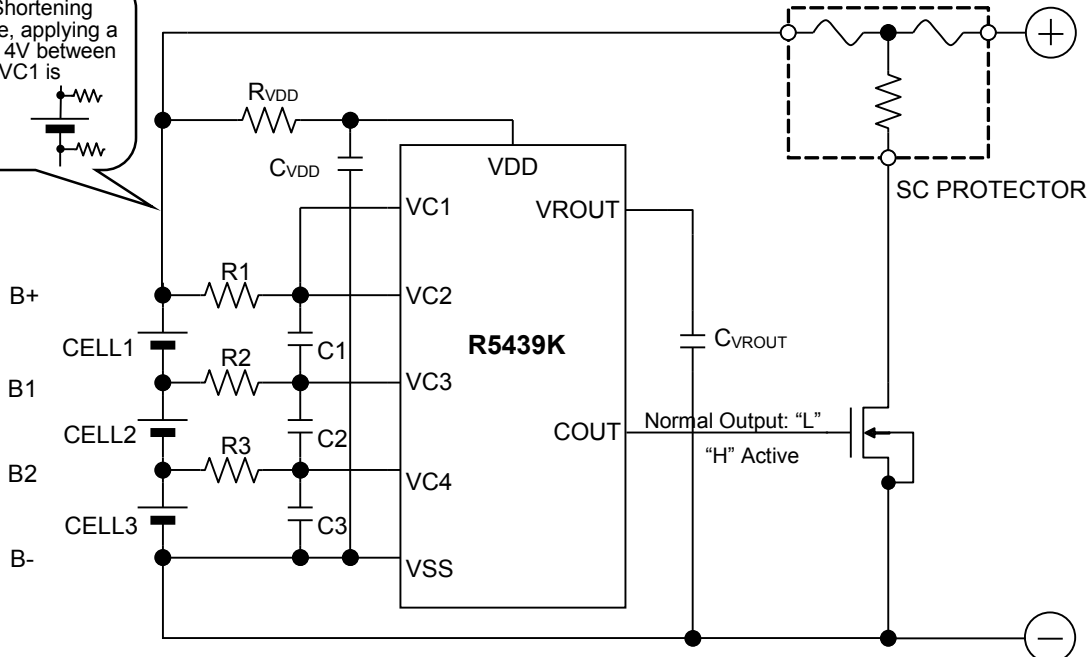 Shortening
e, applying a
4V between
VC1 is
RVDD
CVDD
VDD
VC1
VROUT
SC PROTECTOR
+
B+
R1
VC2
CELL1
C1
R5439K
CVROUT
B1
R2
VC3
CELL2
C2
COUT
Normal Output: “L”
“H” Active
B2
R3
VC4
CELL3
C3
B-
VSS
−